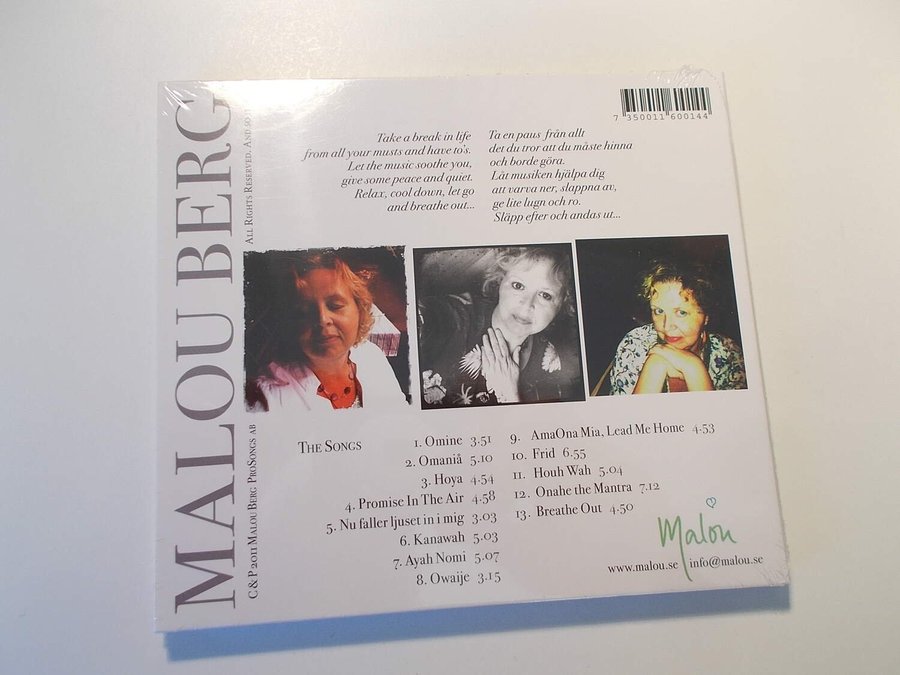 MALOU BERG
C & P 2011 MALOU BERG PROSONGS AB
ALL RIGHTS RESERVED. AND SO
7 350011 600144
Take a break in life
from all your musts and have to's.
Let the music soothe you,
give some peace and quiet.
Relax, cool down, let go
and breathe out...
Ta en paus från allt
det du tror att du måste hinna
och borde göra.
Låt musiken hjälpa dig
att varva ner, slappna av,
ge lite lugn och ro.
Släpp efter och andas ut...
THE SONGS
1. Omine 3.51
2. Omaniå 5.10
3. Hoya 4.54
4. Promise In The Air 4.58
5. Nu faller ljuset in i mig 3.03
6. Kanawah 5.03
7. Ayah Nomi 5.07
8. Owaije 3.15
9. AmaOna Mia, Lead Me Home 4.53
10. Frid 6.55
11. Houh Wah 5.04
12. Onahe the Mantra 7.12
13. Breathe Out 4.50
Malou
www.malou.se info@malou.se